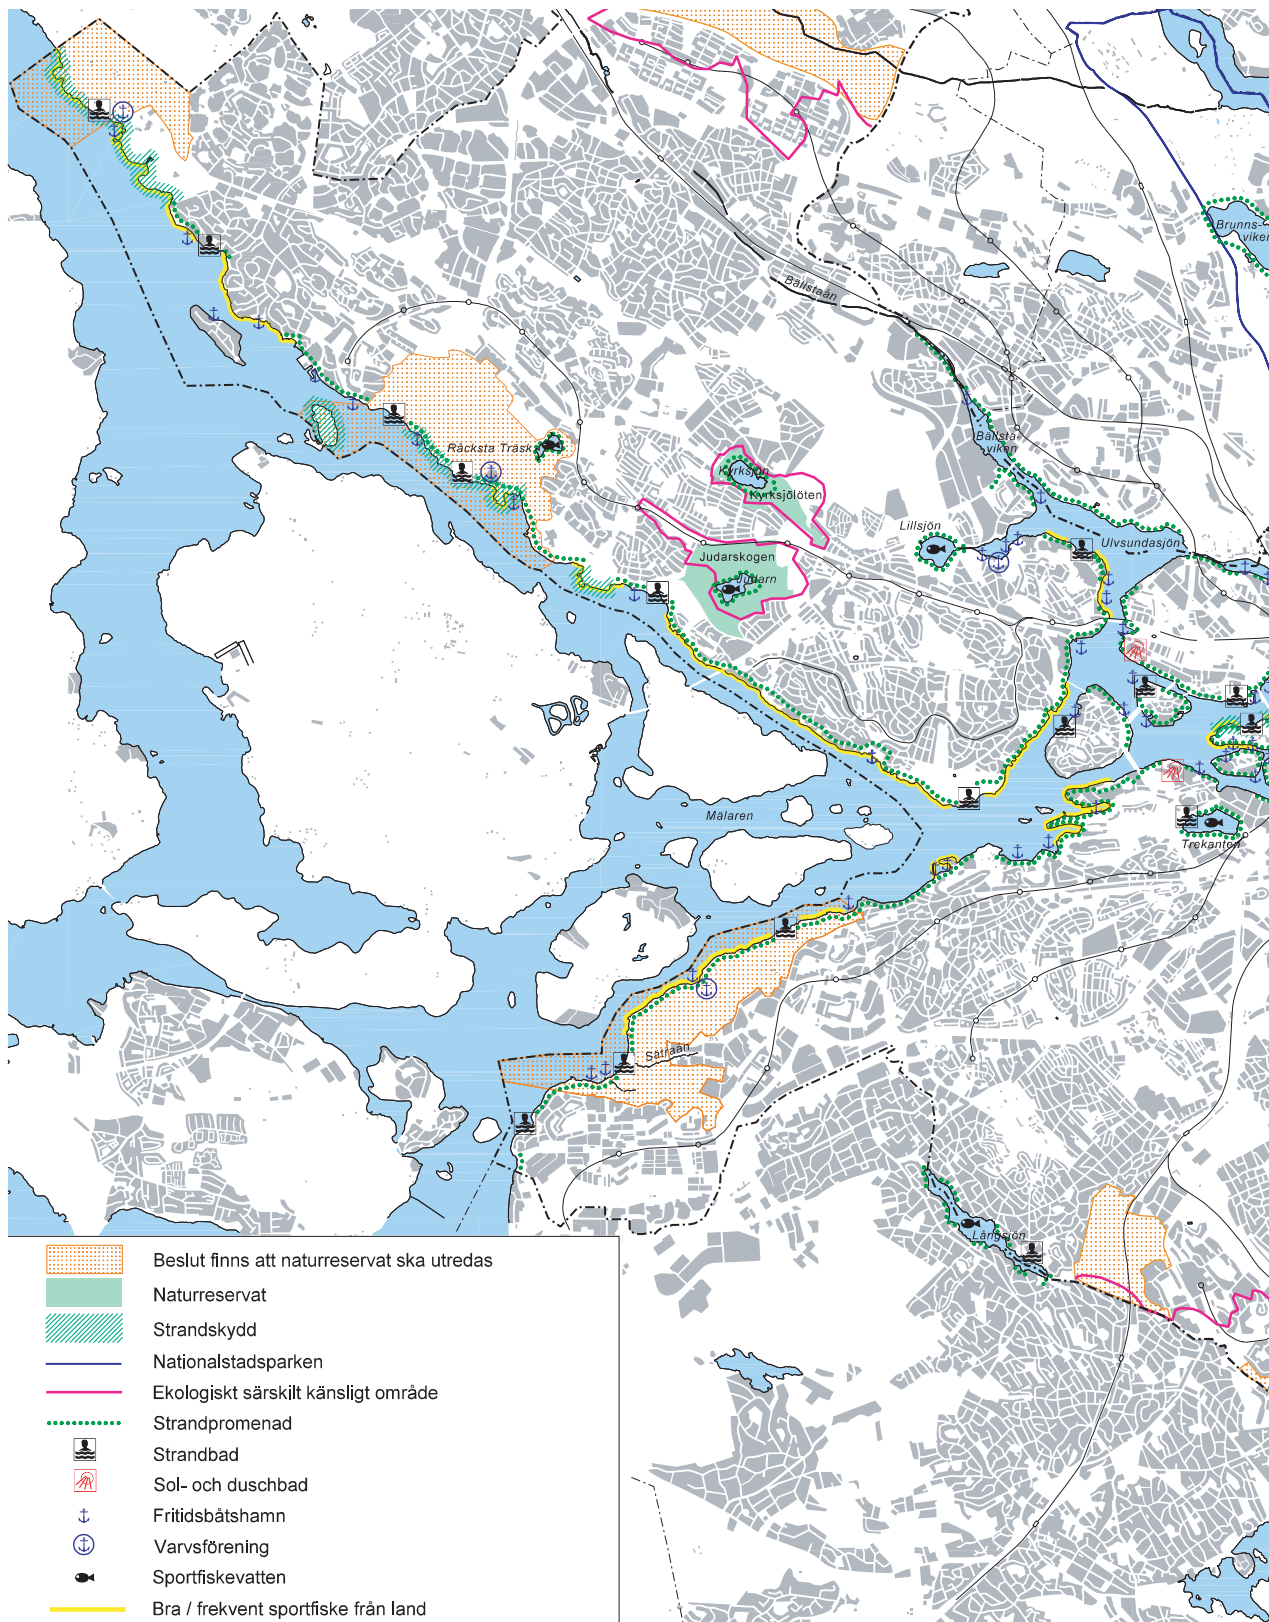 Brunns-
viken
Bällstaån
Bällsta-
viken
Råcksta Träsk
Kyrksjön
Kyrksjölöten
Lillsjön
Ulvsundasjön
Judarskogen
Judarn
Mälaren
Trekanten
Sätraån
Långsjön
Beslut finns att naturreservat ska utredas
Naturreservat
Strandskydd
Nationalstadsparken
Ekologiskt särskilt känsligt område
Strandpromenad
Strandbad
Sol- och duschbad
Fritidsbåtshamn
Varvsförening
Sportfiskevatten
Bra / frekvent sportfiske från land